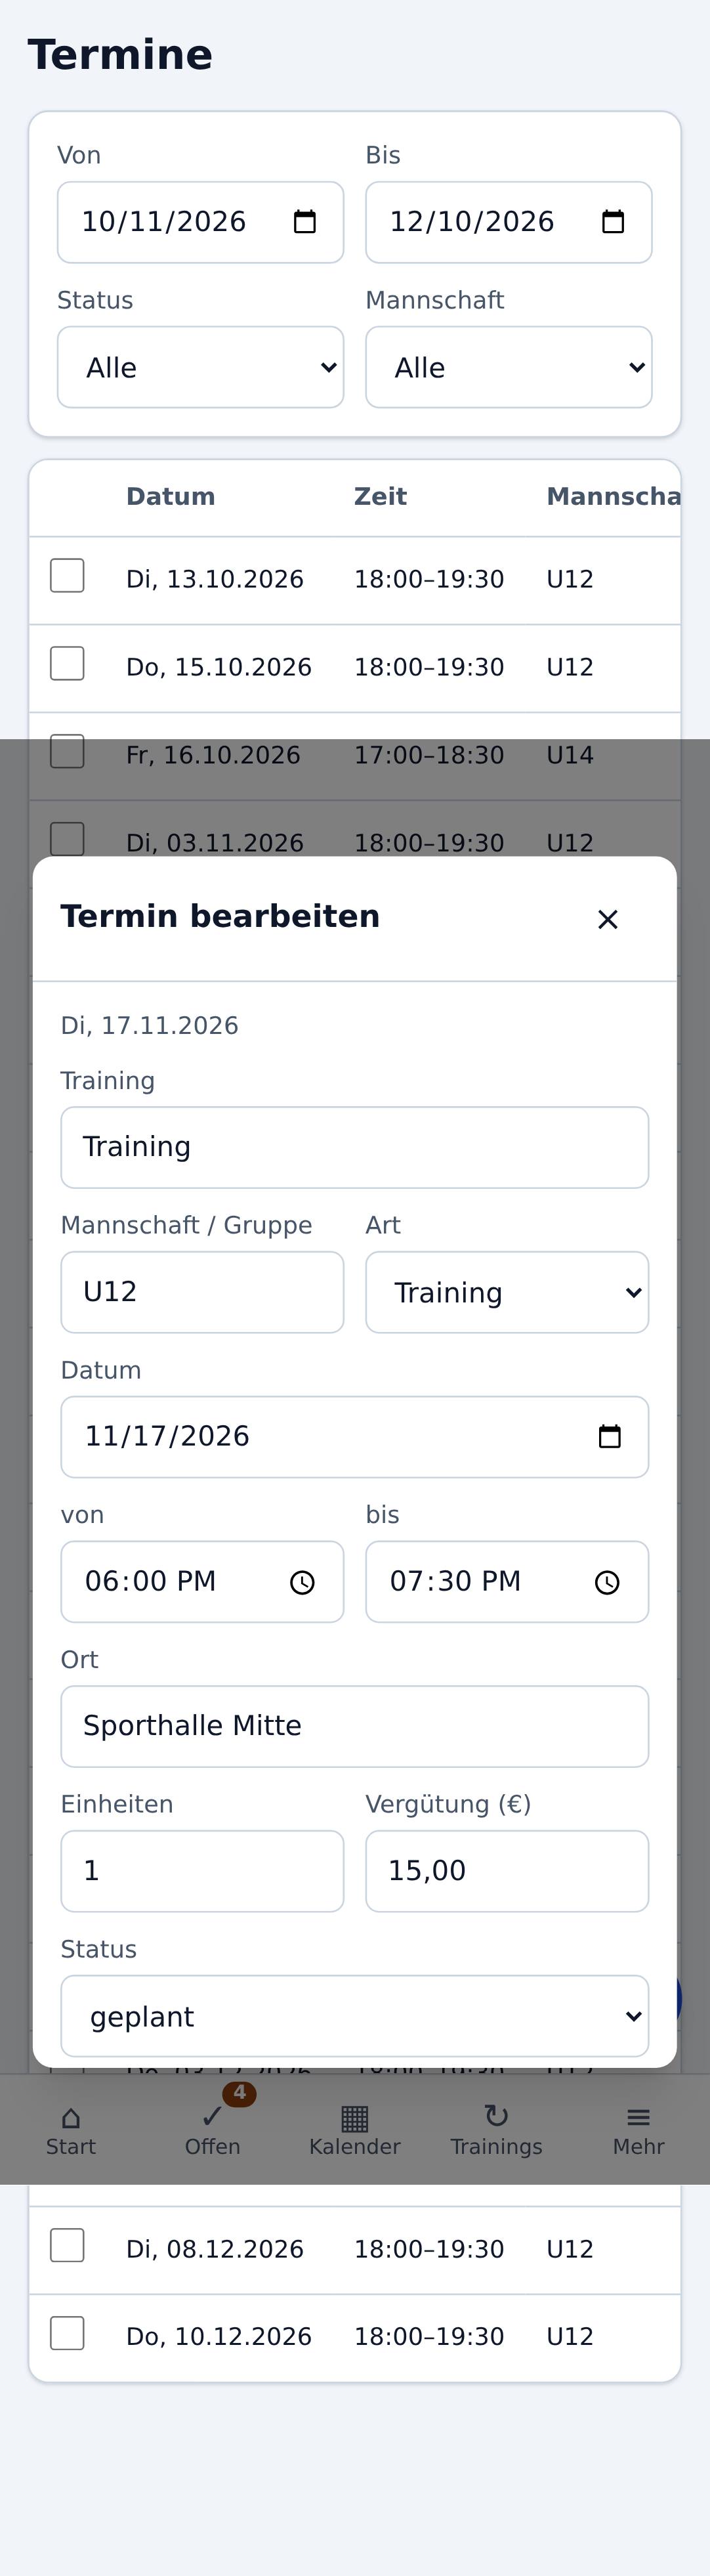 Termine
Von Bis
10/11/2026 12/10/2026
Status Mannschaft
Alle Alle
Datum Zeit Mannscha
Di, 13.10.2026 18:00–19:30 U12
Do, 15.10.2026 18:00–19:30 U12
Fr, 16.10.2026 17:00–18:30 U14
Di, 03.11.2026 18:00–19:30 U12
Termin bearbeiten ×
Di, 17.11.2026
Training
Training
Mannschaft / Gruppe Art
U12 Training
Datum
11/17/2026
von bis
06:00 PM 07:30 PM
Ort
Sporthalle Mitte
Einheiten Vergütung (€)
1 15,00
Status
geplant
4
Start Offen Kalender Trainings Mehr
Di, 08.12.2026 18:00–19:30 U12
Do, 10.12.2026 18:00–19:30 U12